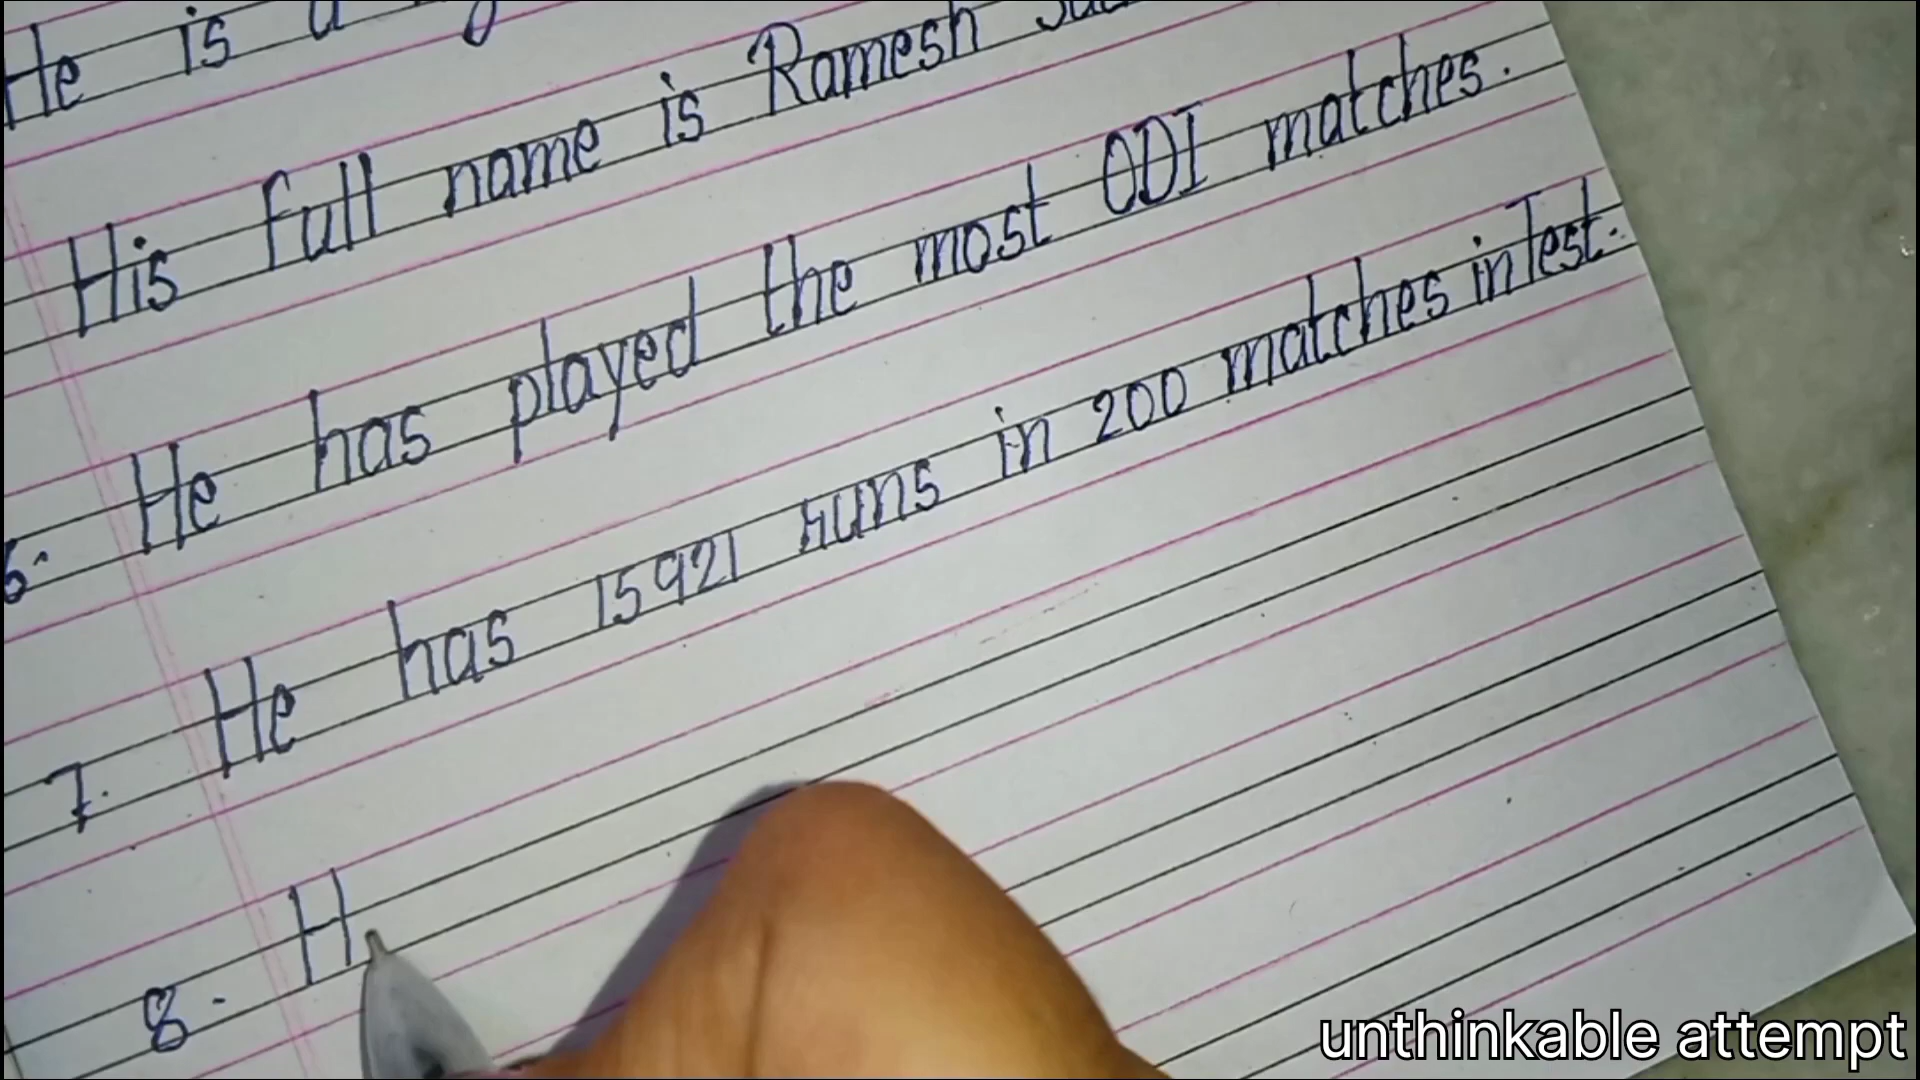 He is a
His full name is Ramesh
6. He has played the most ODI matches.
7. He has 15921 runs in 200 matches in Test.
8. H
unthinkable attempt